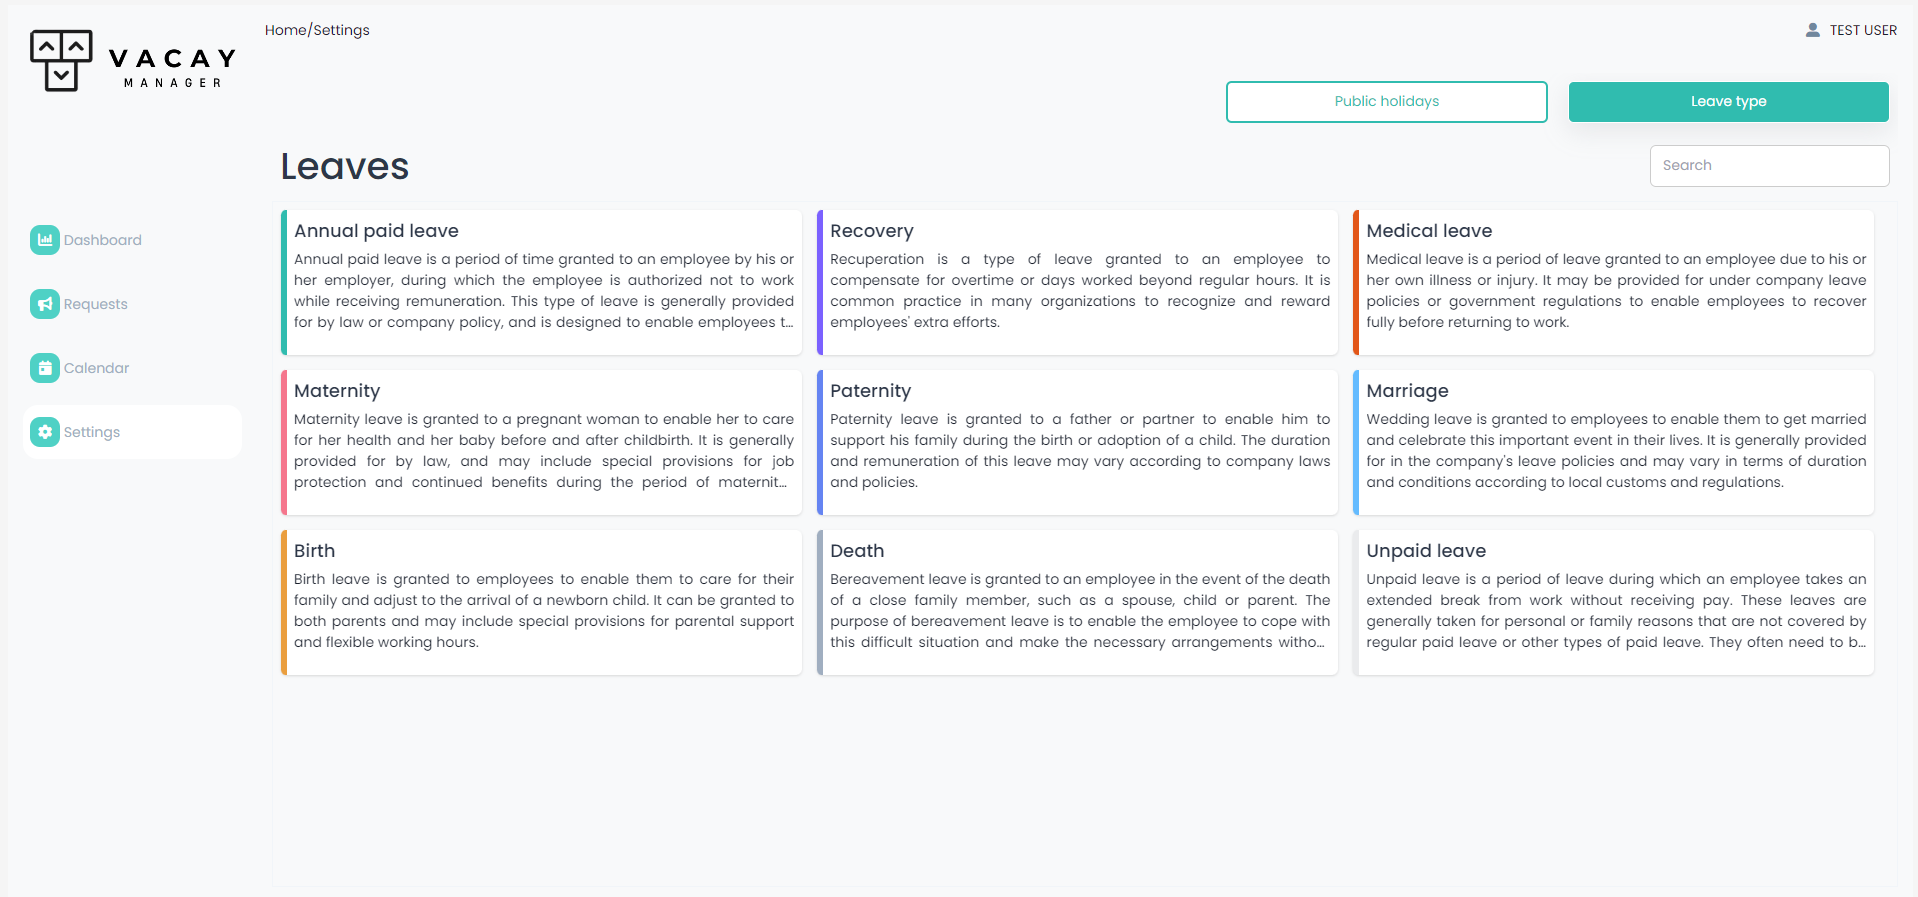 VACAY
MANAGER
Home/Settings
TEST USER
Public holidays
Leave type
Leaves
Search
Dashboard
Requests
Calendar
Settings
Annual paid leave
Annual paid leave is a period of time granted to an employee by his or
her employer, during which the employee is authorized not to work
while receiving remuneration. This type of leave is generally provided
for by law or company policy, and is designed to enable employees t...
Recovery
Recuperation is a type of leave granted to an employee to
compensate for overtime or days worked beyond regular hours. It is
common practice in many organizations to recognize and reward
employees' extra efforts.
Medical leave
Medical leave is a period of leave granted to an employee due to his or
her own illness or injury. It may be provided for under company leave
policies or government regulations to enable employees to recover
fully before returning to work.
Maternity
Maternity leave is granted to a pregnant woman to enable her to care
for her health and her baby before and after childbirth. It is generally
provided for by law, and may include special provisions for job
protection and continued benefits during the period of maternit...
Paternity
Paternity leave is granted to a father or partner to enable him to
support his family during the birth or adoption of a child. The duration
and remuneration of this leave may vary according to company laws
and policies.
Marriage
Wedding leave is granted to employees to enable them to get married
and celebrate this important event in their lives. It is generally provided
for in the company's leave policies and may vary in terms of duration
and conditions according to local customs and regulations.
Birth
Birth leave is granted to employees to enable them to care for their
family and adjust to the arrival of a newborn child. It can be granted to
both parents and may include special provisions for parental support
and flexible working hours.
Death
Bereavement leave is granted to an employee in the event of the death
of a close family member, such as a spouse, child or parent. The
purpose of bereavement leave is to enable the employee to cope with
this difficult situation and make the necessary arrangements witho...
Unpaid leave
Unpaid leave is a period of leave during which an employee takes an
extended break from work without receiving pay. These leaves are
generally taken for personal or family reasons that are not covered by
regular paid leave or other types of paid leave. They often need to b...